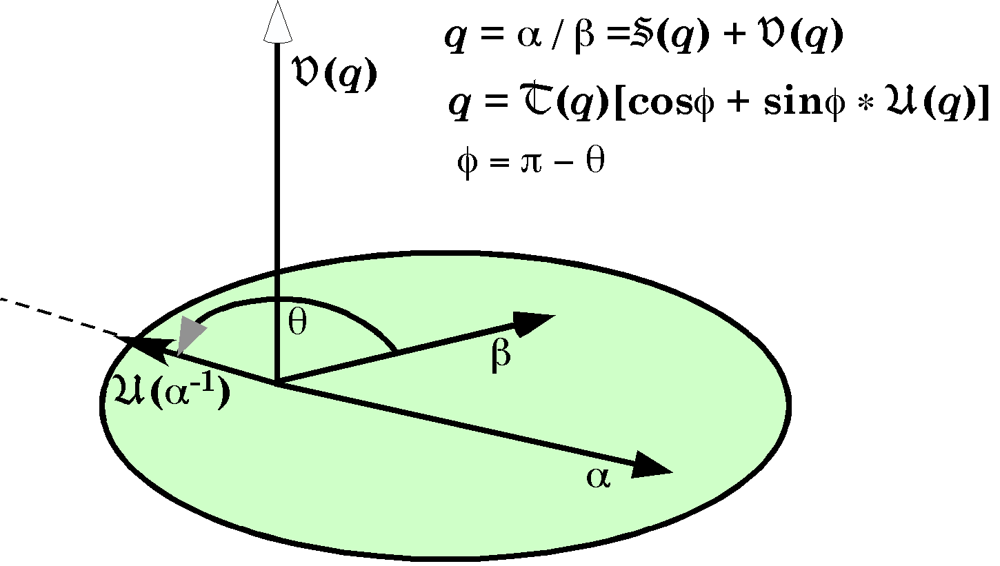 q = α / β =𝔖(q) + 𝔙(q)
𝔙(q)
q = 𝔗(q)[cosϕ + sinϕ * 𝔘(q)]
ϕ = π − θ
θ
β
𝔘(α⁻¹)
α